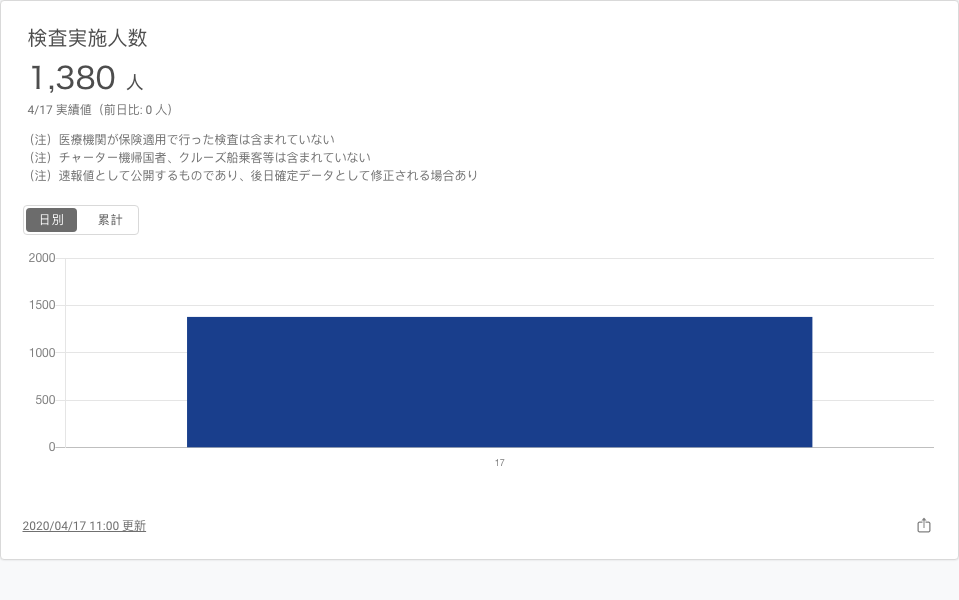 検査実施人数
1,380 人
4/17 実績値（前日比: 0 人）
（注）医療機関が保険適用で行った検査は含まれていない
（注）チャーター機帰国者、クルーズ船乗客等は含まれていない
（注）速報値として公開するものであり、後日確定データとして修正される場合あり
日別 累計
2000
1500
1000
500
0
17
2020/04/17 11:00 更新